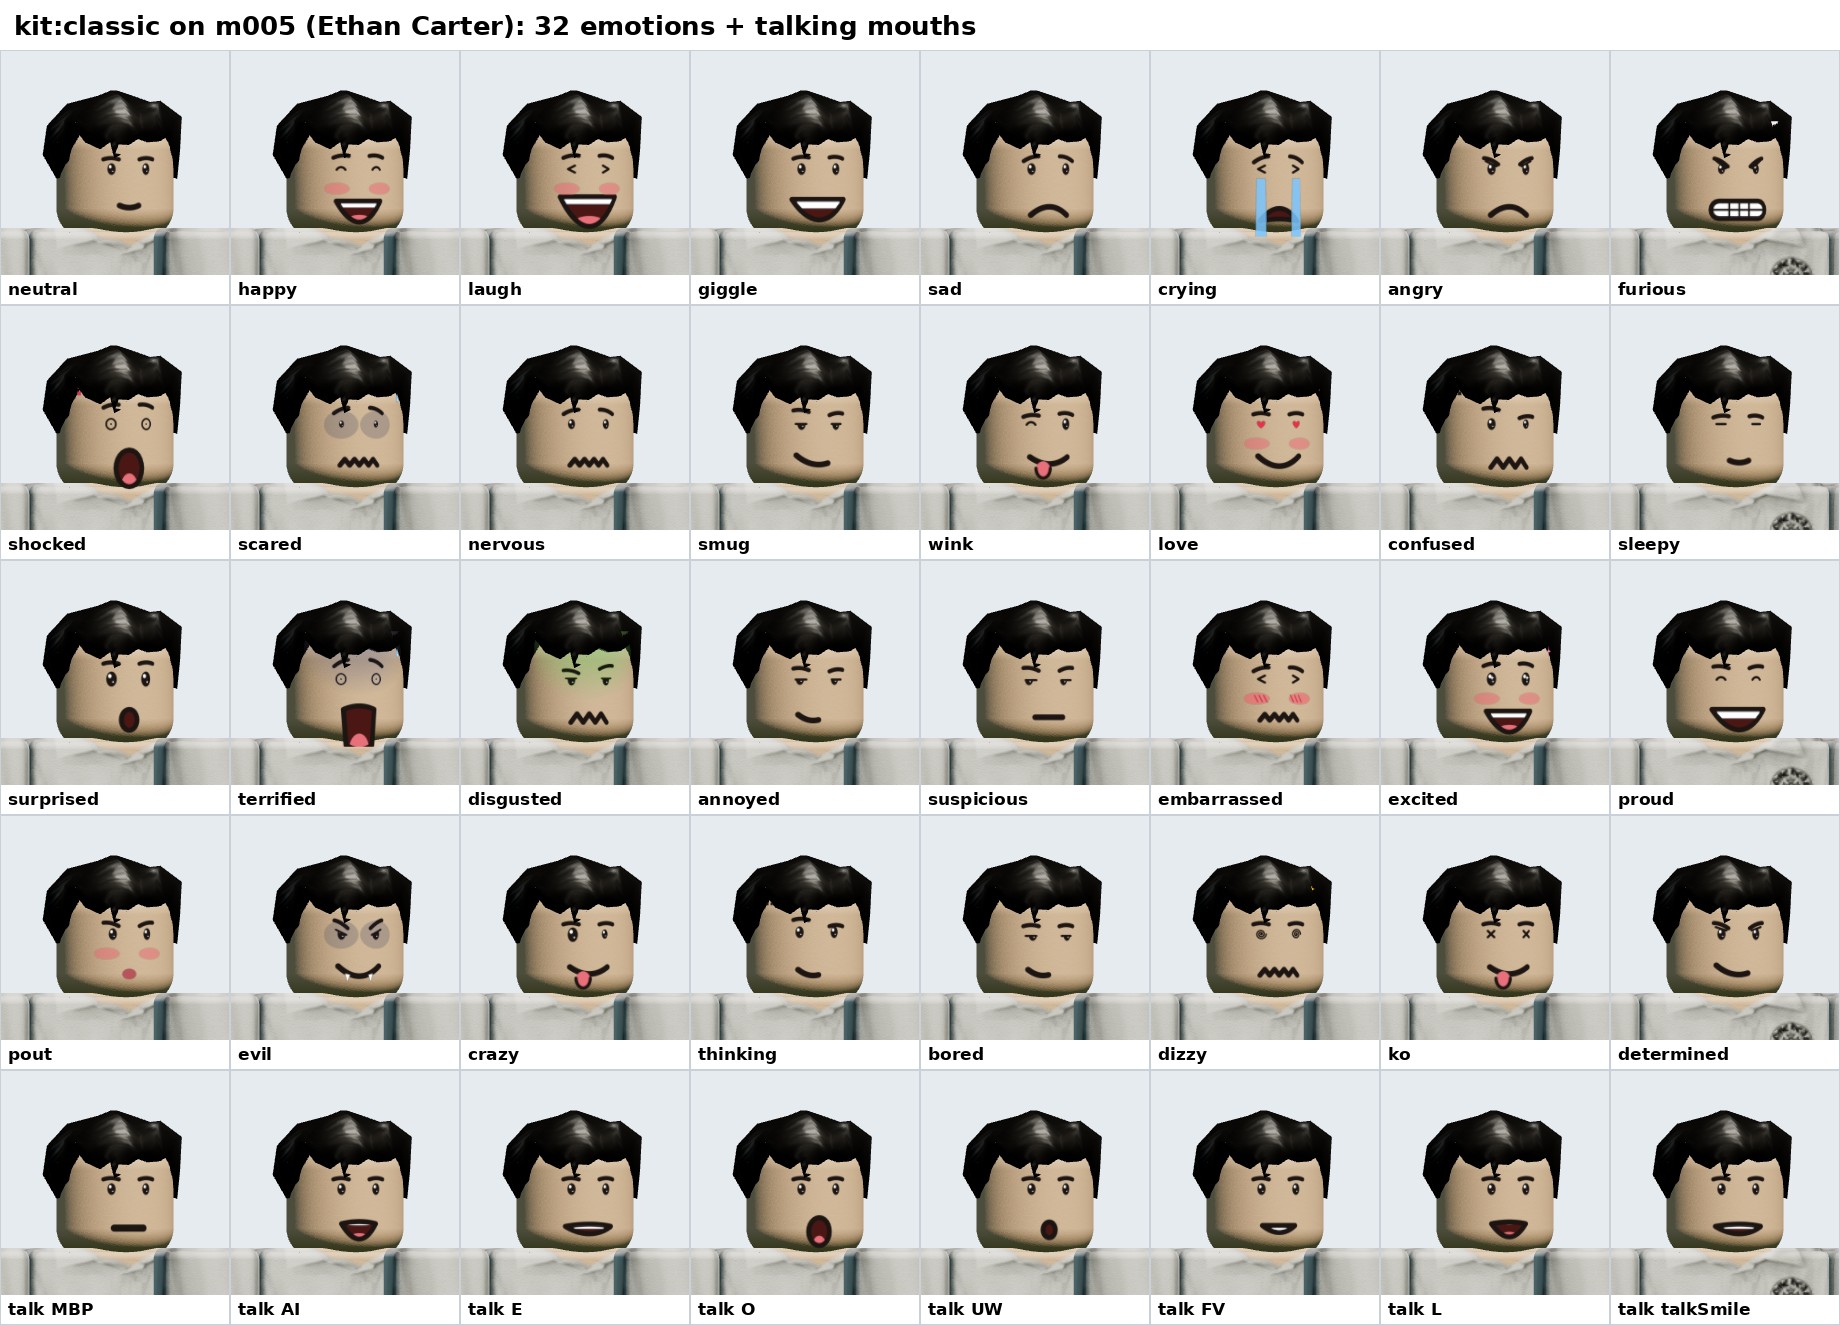 kit:classic on m005 (Ethan Carter): 32 emotions + talking mouths
neutral happy laugh giggle sad crying angry furious
shocked scared nervous smug wink love confused sleepy
surprised terrified disgusted annoyed suspicious embarrassed excited proud
pout evil crazy thinking bored dizzy ko determined
talk MBP talk AI talk E talk O talk UW talk FV talk L talk talkSmile